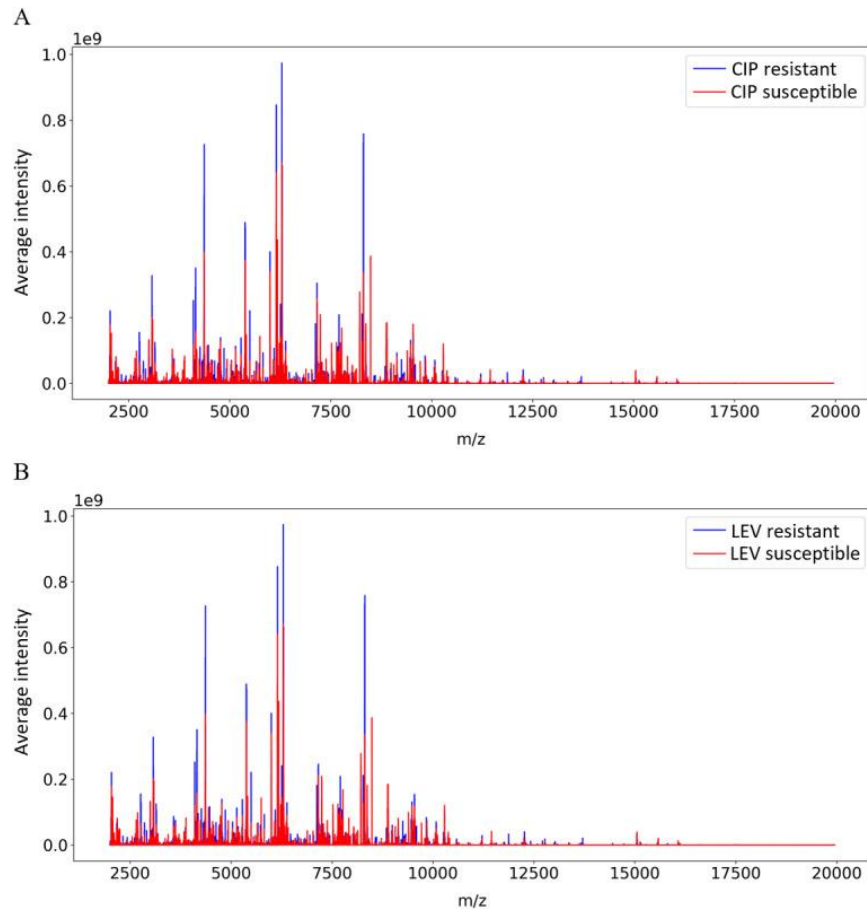 A
1e9
CIP resistant
CIP susceptible
1.0
0.8
0.6
0.4
0.2
0.0
Average intensity
2500 5000 7500 10000 12500 15000 17500 20000
m/z
B
1e9
LEV resistant
LEV susceptible
1.0
0.8
0.6
0.4
0.2
0.0
Average intensity
2500 5000 7500 10000 12500 15000 17500 20000
m/z